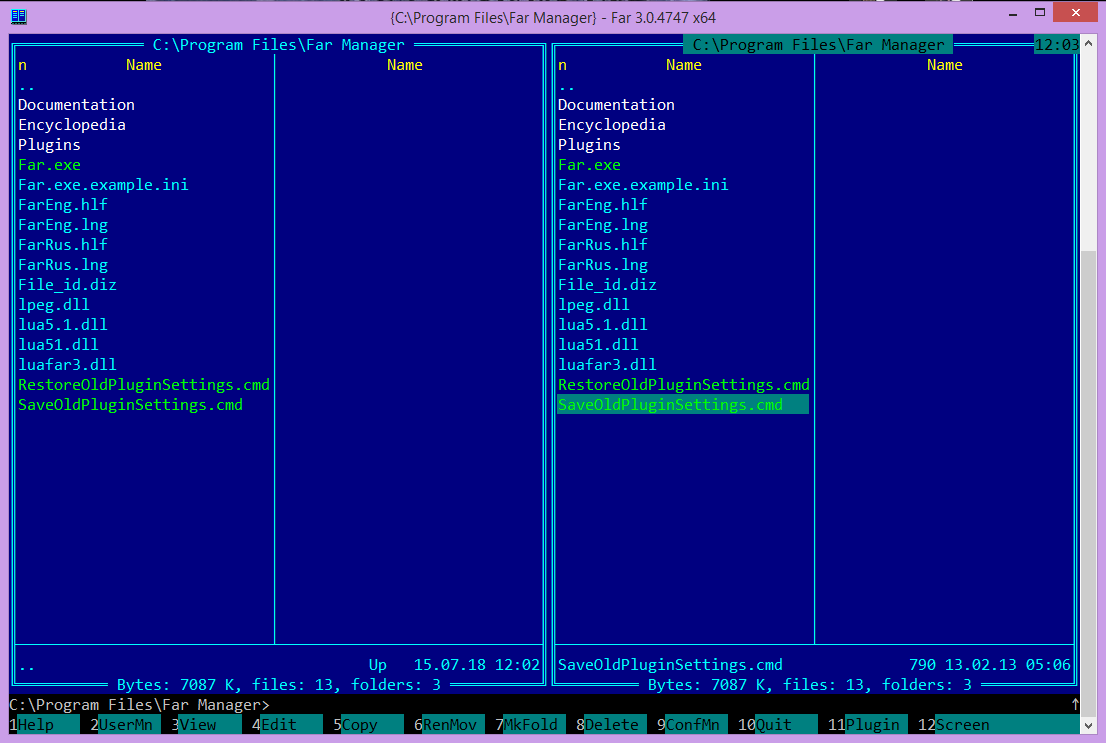 {C:\Program Files\Far Manager} - Far 3.0.4747 x64
C:\Program Files\Far Manager C:\Program Files\Far Manager 12:03
n Name Name n Name Name
.. ..
Documentation Documentation
Encyclopedia Encyclopedia
Plugins Plugins
Far.exe Far.exe
Far.exe.example.ini Far.exe.example.ini
FarEng.hlf FarEng.hlf
FarEng.lng FarEng.lng
FarRus.hlf FarRus.hlf
FarRus.lng FarRus.lng
File_id.diz File_id.diz
lpeg.dll lpeg.dll
lua5.1.dll lua5.1.dll
lua51.dll lua51.dll
luafar3.dll luafar3.dll
RestoreOldPluginSettings.cmd RestoreOldPluginSettings.cmd
SaveOldPluginSettings.cmd SaveOldPluginSettings.cmd
.. Up 15.07.18 12:02 SaveOldPluginSettings.cmd 790 13.02.13 05:06
Bytes: 7087 K, files: 13, folders: 3 Bytes: 7087 K, files: 13, folders: 3
C:\Program Files\Far Manager> ↑
1Help 2UserMn 3View 4Edit 5Copy 6RenMov 7MkFold 8Delete 9ConfMn 10Quit 11Plugin 12Screen